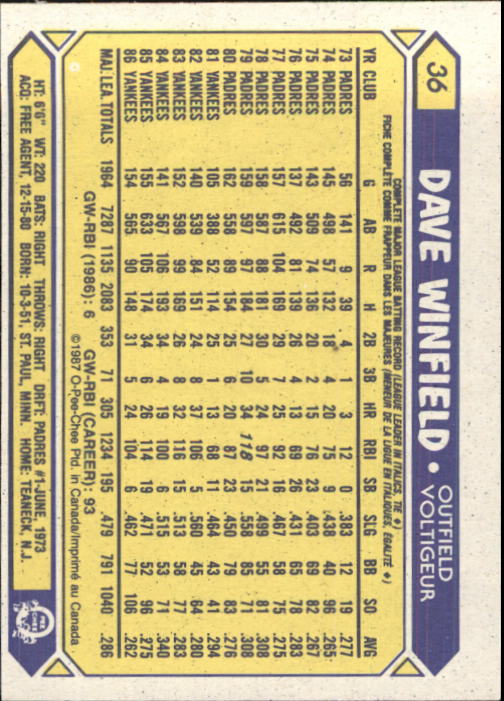 36
DAVE WINFIELD • OUTFIELD
VOLTIGEUR
COMPLETE MAJOR LEAGUE BATTING RECORD (LEAGUE LEADER IN ITALICS, TIE ♦)
FICHE COMPLÈTE COMME FRAPPEUR DANS LES MAJEURES (MENEUR DE LA LIGUE EN ITALIQUES, ÉGALITÉ ♦)
YR CLUB G AB R H 2B 3B HR RBI SB SLG BB SO AVG
73 PADRES 56 141 9 39 4 1 3 12 0 .383 12 19 .277
74 PADRES 145 498 57 132 18 4 20 75 9 .438 40 96 .265
75 PADRES 143 509 74 136 20 2 15 76 23 .403 69 82 .267
76 PADRES 137 492 81 139 26 4 13 69 26 .431 65 78 .283
77 PADRES 157 615 104 169 29 7 25 92 16 .467 58 75 .275
78 PADRES 158 587 88 181 30 5 24 97 21 .499 55 81 .308
79 PADRES 159 597 97 184 27 10 34 118 15 .558 85 71 .308
80 PADRES 162 558 89 154 25 6 20 87 23 .450 79 83 .276
81 YANKEES 105 388 52 114 25 1 13 68 11 .464 43 41 .294
82 YANKEES 140 539 84 151 24 8 37 106 5 .560 45 64 .280
83 YANKEES 152 598 99 169 26 8 32 116 15 .513 58 77 .283
84 YANKEES 141 567 106 193 34 4 19 100 6 .515 53 71 .340
85 YANKEES 155 633 105 174 34 6 26 114 19 .471 52 96 .275
86 YANKEES 154 565 90 148 31 5 24 104 6 .462 77 106 .262
MAJ. LEA. TOTALS 1964 7287 1135 2083 353 71 305 1234 195 .479 791 1040 .286
GW-RBI (1986): 6 GW-RBI (CAREER): 93
©1987 O-Pee-Chee Ptd. in Canada/Imprimé au Canada
HT: 6'6" WT: 220 BATS: RIGHT THROWS: RIGHT DRFT: PADRES #1-JUNE, 1973
ACQ: FREE AGENT, 12-15-80 BORN: 10-3-51, ST. PAUL, MINN. HOME: TEANECK, N.J.
O
PEE
CHEE